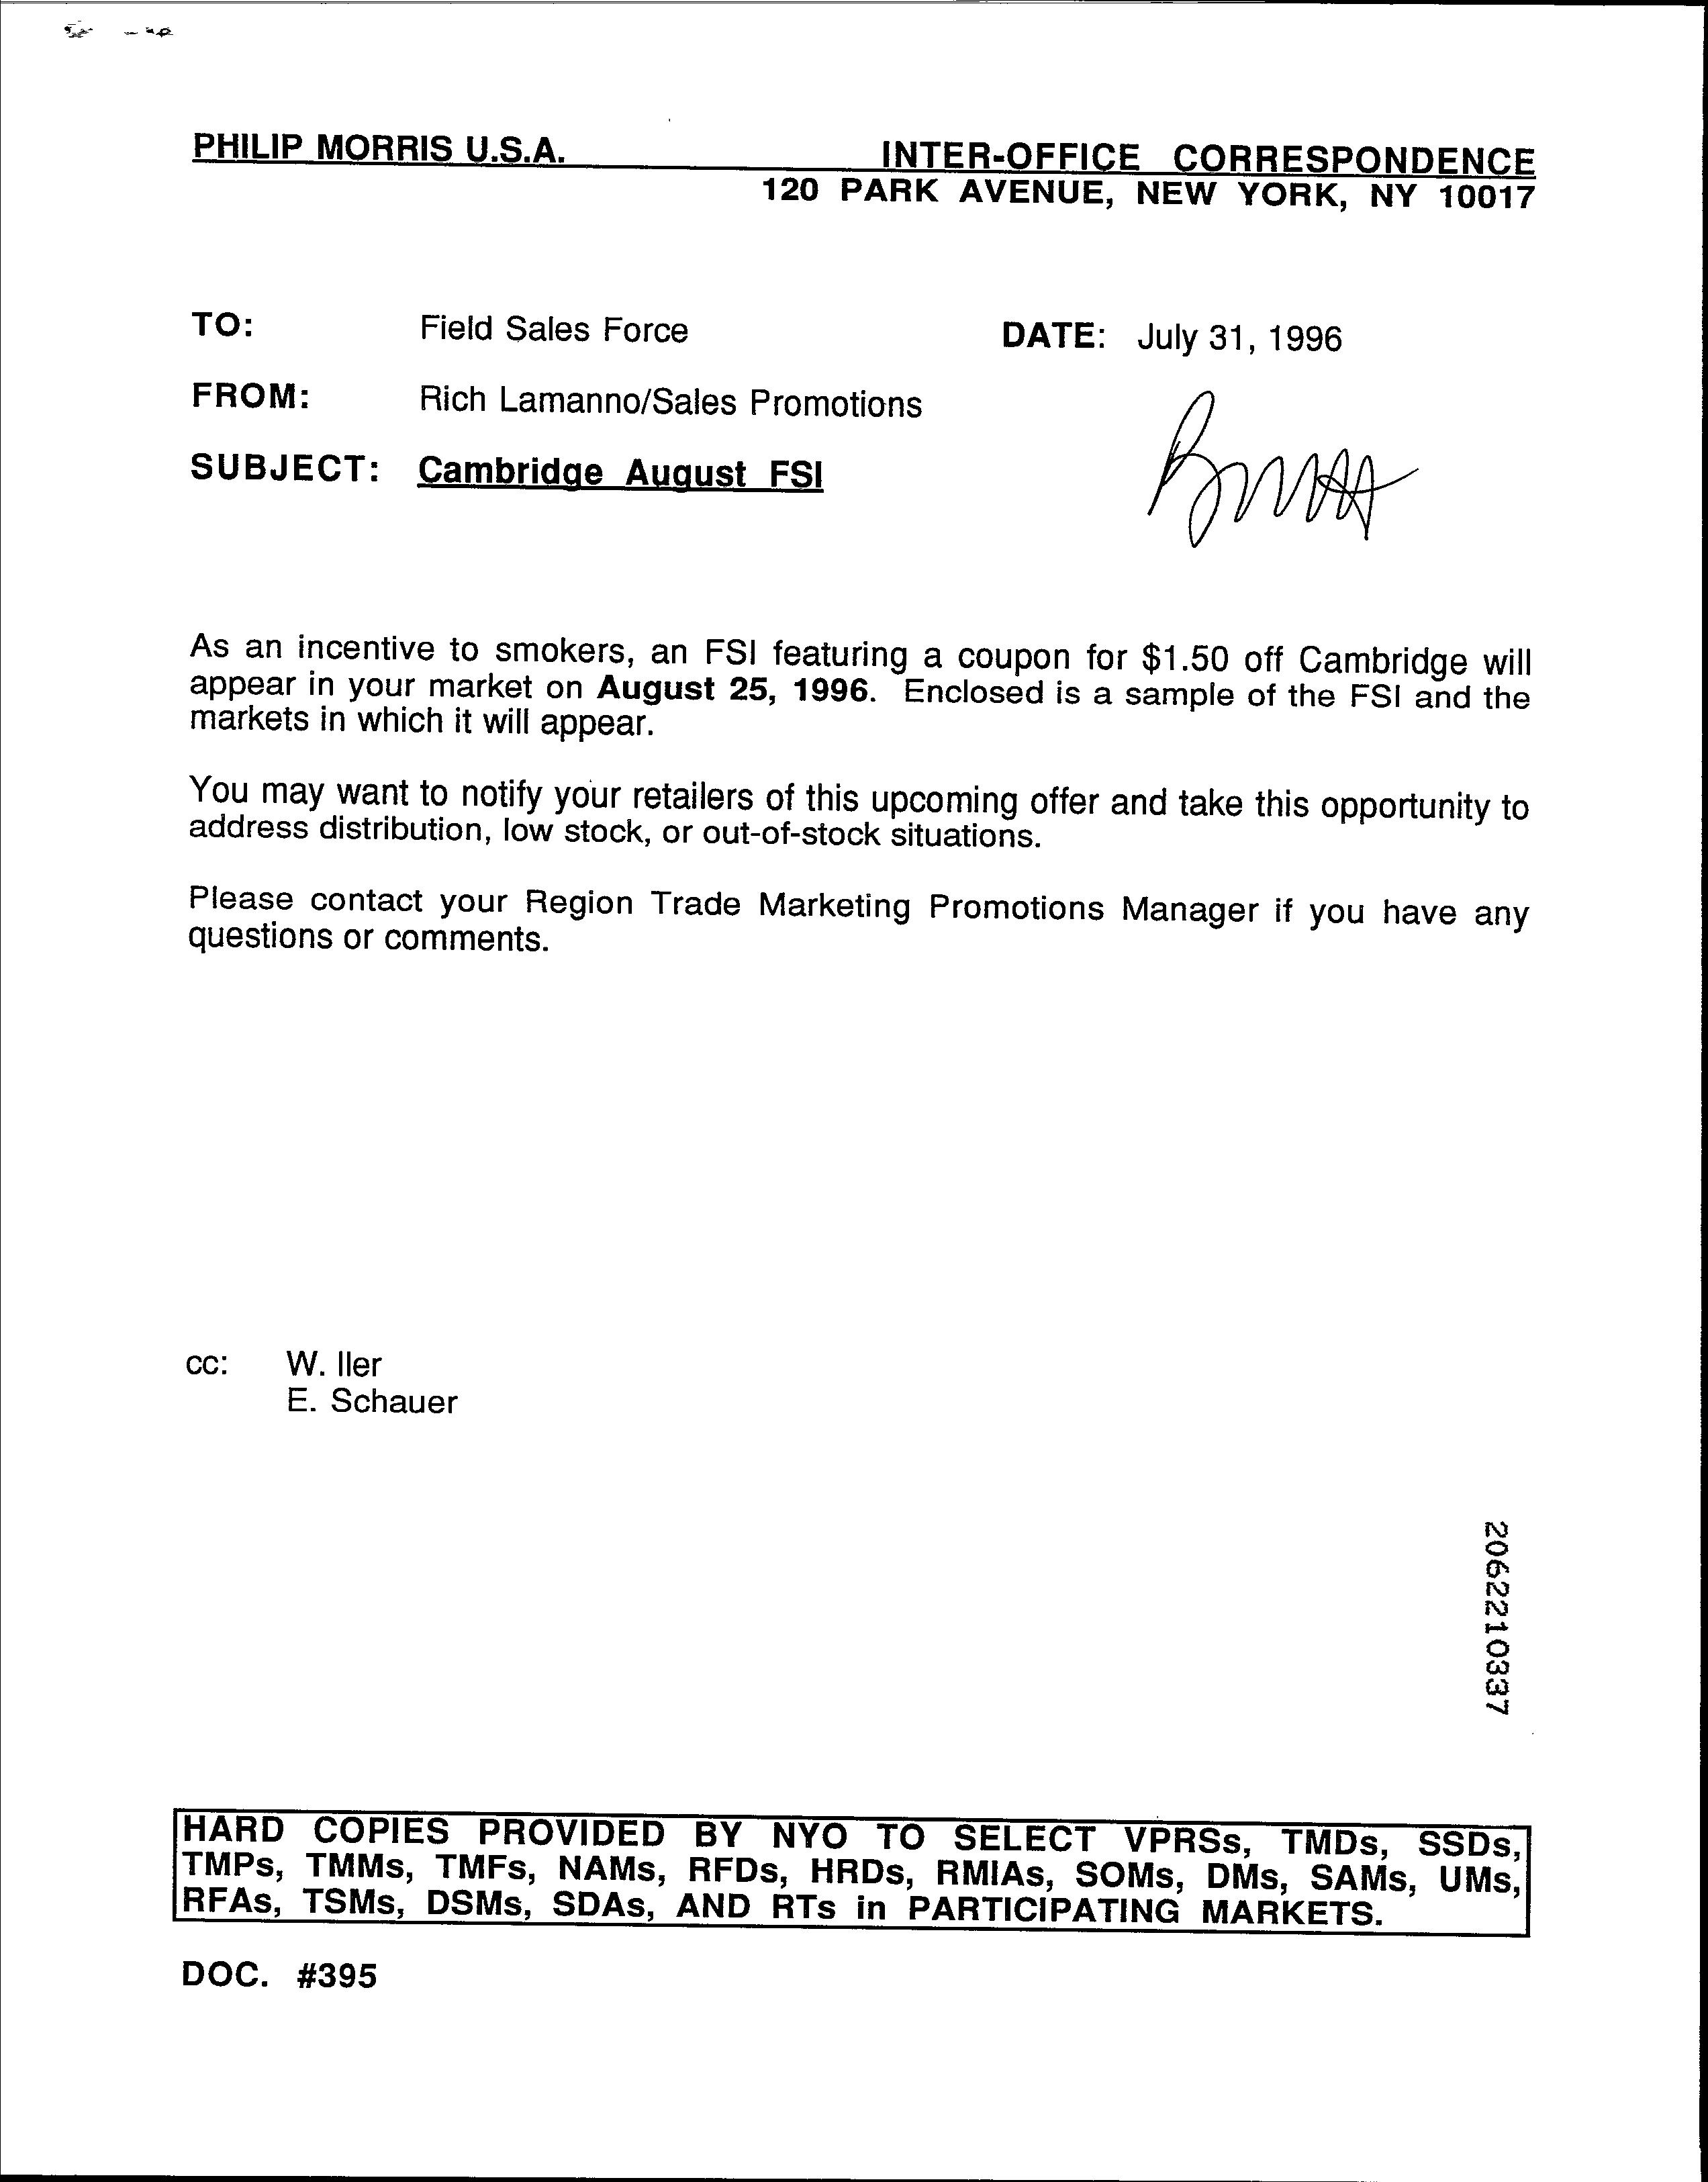 PHILIP MORRIS U.S.A. INTER-OFFICE CORRESPONDENCE
120 PARK AVENUE, NEW YORK, NY 10017
TO: Field Sales Force DATE: July 31, 1996
FROM: Rich Lamanno/Sales Promotions
SUBJECT: Cambridge August FSI
As an incentive to smokers, an FSI featuring a coupon for $1.50 off Cambridge will
appear in your market on August 25, 1996. Enclosed is a sample of the FSI and the
markets in which it will appear.
You may want to notify your retailers of this upcoming offer and take this opportunity to
address distribution, low stock, or out-of-stock situations.
Please contact your Region Trade Marketing Promotions Manager if you have any
questions or comments.
cc: W. Iler
E. Schauer
2062210337
HARD COPIES PROVIDED BY NYO TO SELECT VPRSs, TMDs, SSDs,
TMPs, TMMs, TMFs, NAMs, RFDs, HRDs, RMIAs, SOMs, DMs, SAMs, UMs,
RFAs, TSMs, DSMs, SDAs, AND RTs in PARTICIPATING MARKETS.
DOC. #395